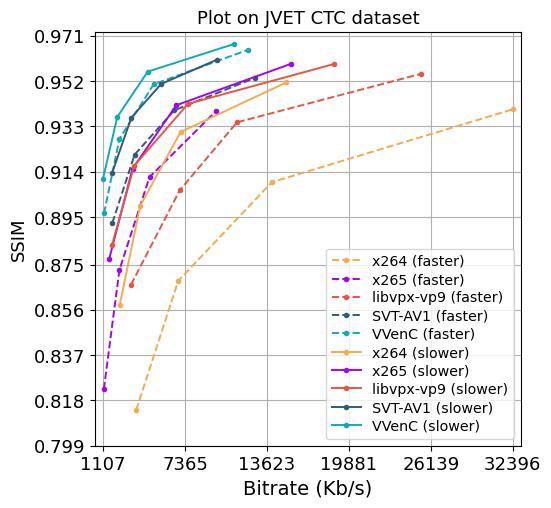 Plot on JVET CTC dataset
0.971
0.952
0.933
0.914
0.895
0.875
0.856
0.837
0.818
0.799
SSIM
x264 (faster)
x265 (faster)
libvpx-vp9 (faster)
SVT-AV1 (faster)
VVenC (faster)
x264 (slower)
x265 (slower)
libvpx-vp9 (slower)
SVT-AV1 (slower)
VVenC (slower)
1107 7365 13623 19881 26139 32396
Bitrate (Kb/s)